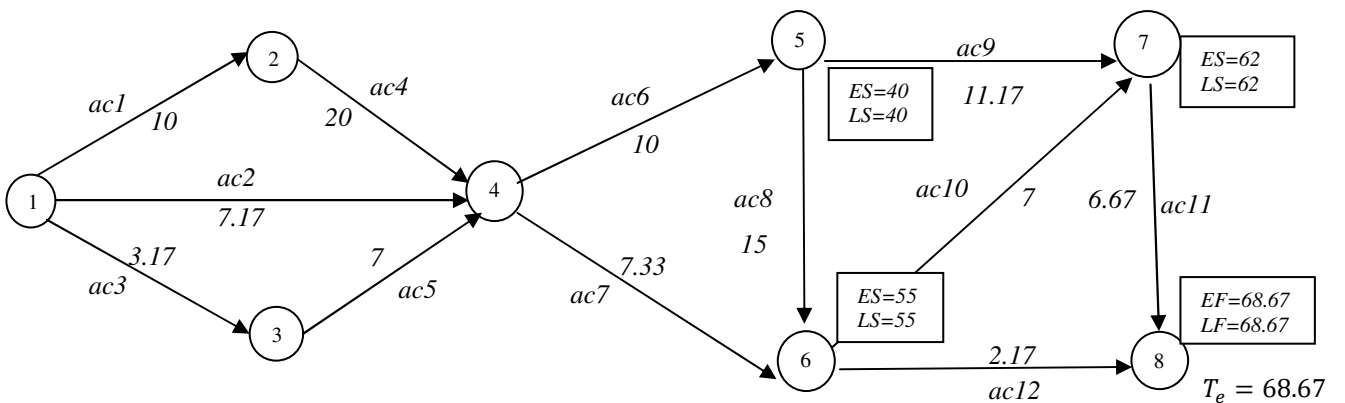 5
7
ES=62
LS=62
ac9
11.17
ES=40
LS=40
2
ac1
10
ac4
20
ac6
10
4
ac2
7.17
1
ac8
15
ac10
7
6.67
ac11
3.17
ac3
7
ac5
7.33
ac7
3
ES=55
LS=55
EF=68.67
LF=68.67
6
2.17
ac12
8
Te = 68.67